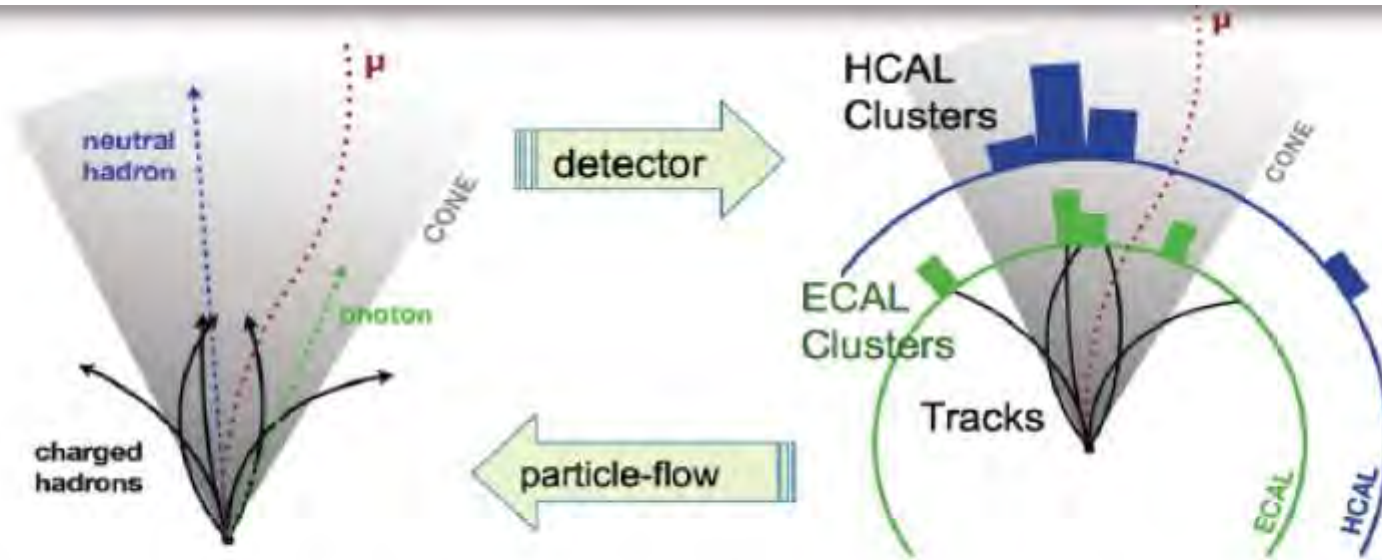 μ
neutral
hadron
CONE
photon
charged
hadrons
detector
particle-flow
μ
HCAL
Clusters
CONE
ECAL
Clusters
Tracks
ECAL
HCAL